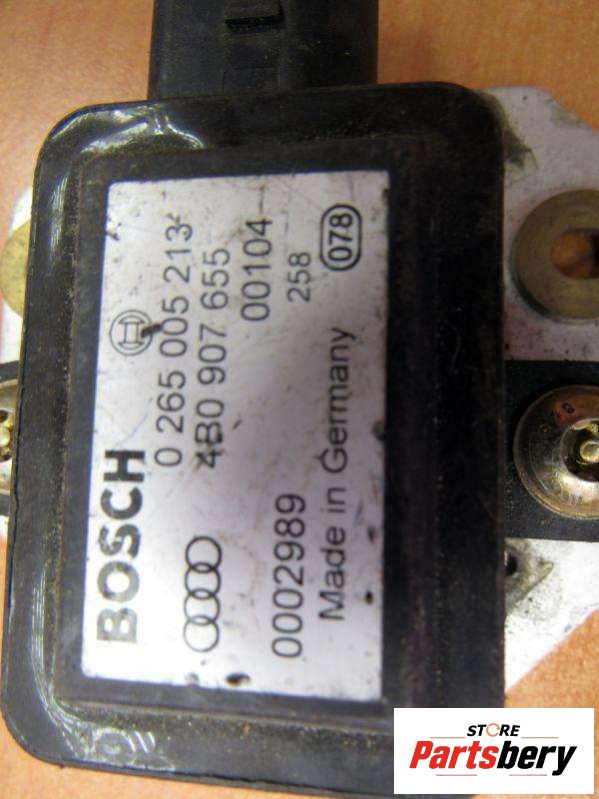 BOSCH
0 265 005 213
4B0 907 655
00104
258
078
0002989
Made in Germany
STORE
Partsbery